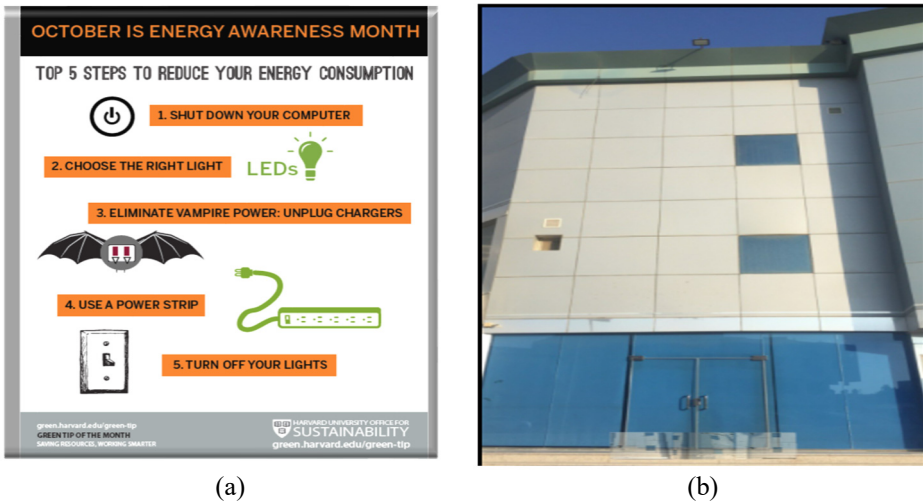 OCTOBER IS ENERGY AWARENESS MONTH
TOP 5 STEPS TO REDUCE YOUR ENERGY CONSUMPTION
1. SHUT DOWN YOUR COMPUTER
2. CHOOSE THE RIGHT LIGHT
LEDs
3. ELIMINATE VAMPIRE POWER: UNPLUG CHARGERS
4. USE A POWER STRIP
5. TURN OFF YOUR LIGHTS
green.harvard.edu/green-tip
GREEN TIP OF THE MONTH
SAVING RESOURCES, WORKING SMARTER
HARVARD UNIVERSITY OFFICE FOR
SUSTAINABILITY
green.harvard.edu/green-tip
(a)
(b)